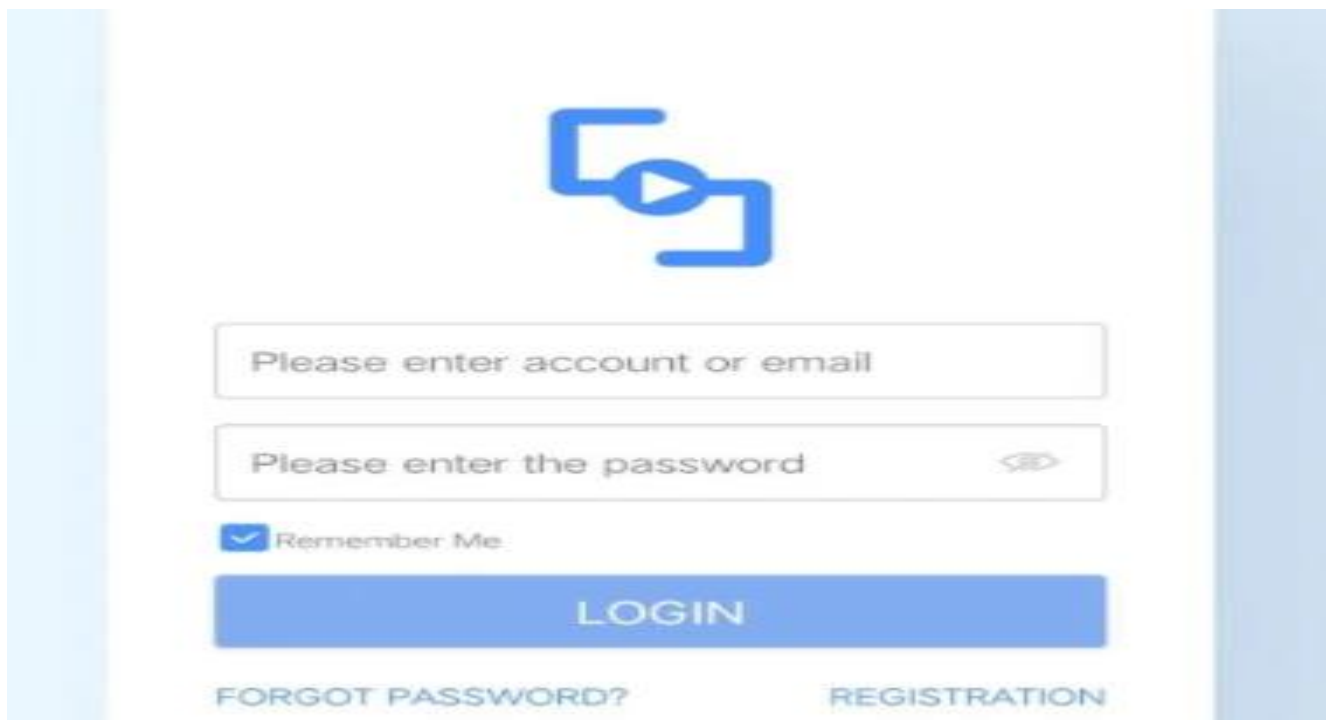 Please enter account or email
Please enter the password
Remember Me
LOGIN
FORGOT PASSWORD? REGISTRATION